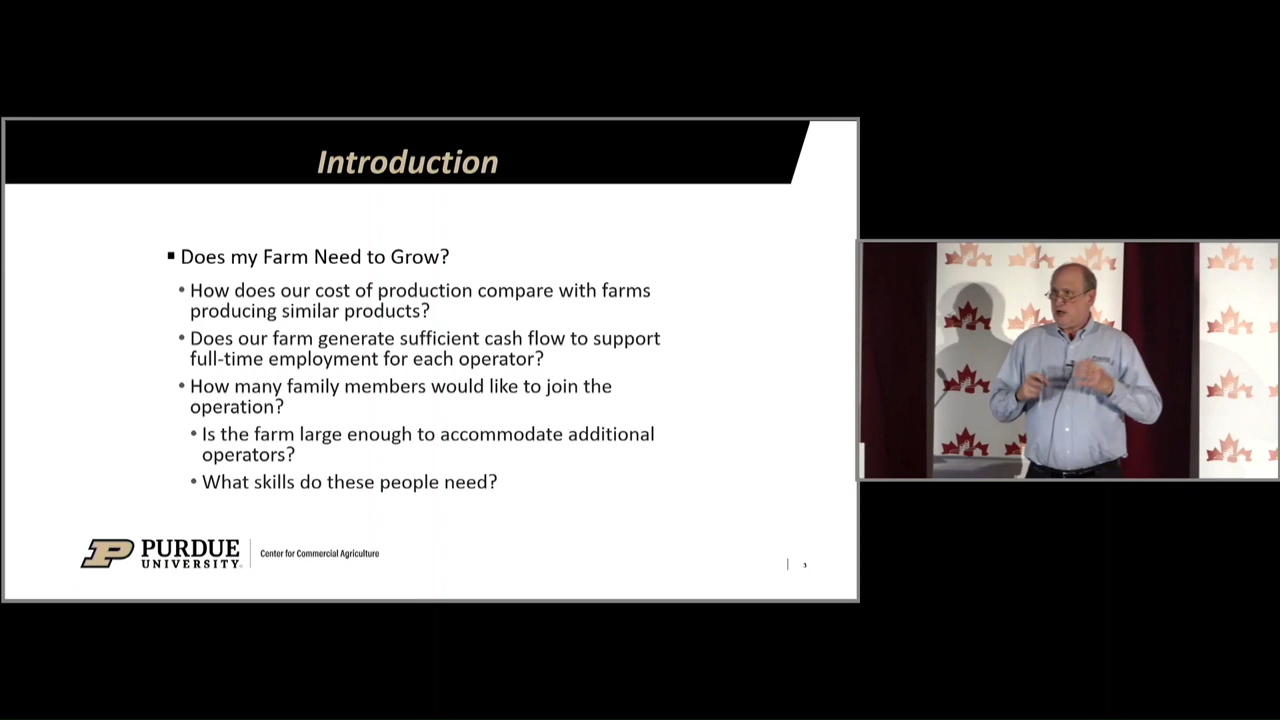 Introduction
▪ Does my Farm Need to Grow?
• How does our cost of production compare with farms
producing similar products?
• Does our farm generate sufficient cash flow to support
full-time employment for each operator?
• How many family members would like to join the
operation?
• Is the farm large enough to accommodate additional
operators?
• What skills do these people need?
PURDUE
UNIVERSITY®
Center for Commercial Agriculture
3